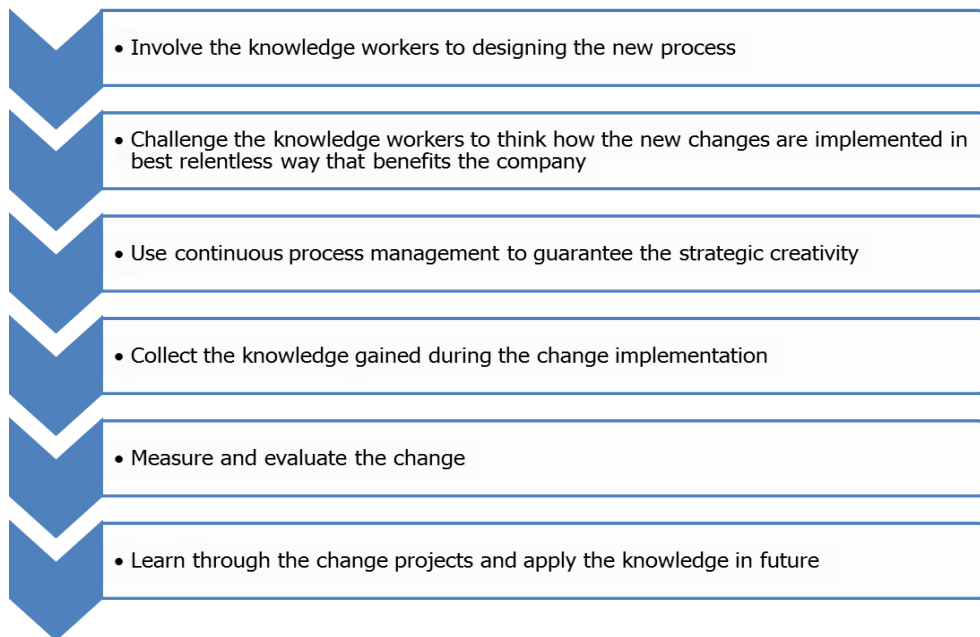 • Involve the knowledge workers to designing the new process
• Challenge the knowledge workers to think how the new changes are implemented in
best relentless way that benefits the company
• Use continuous process management to guarantee the strategic creativity
• Collect the knowledge gained during the change implementation
• Measure and evaluate the change
• Learn through the change projects and apply the knowledge in future